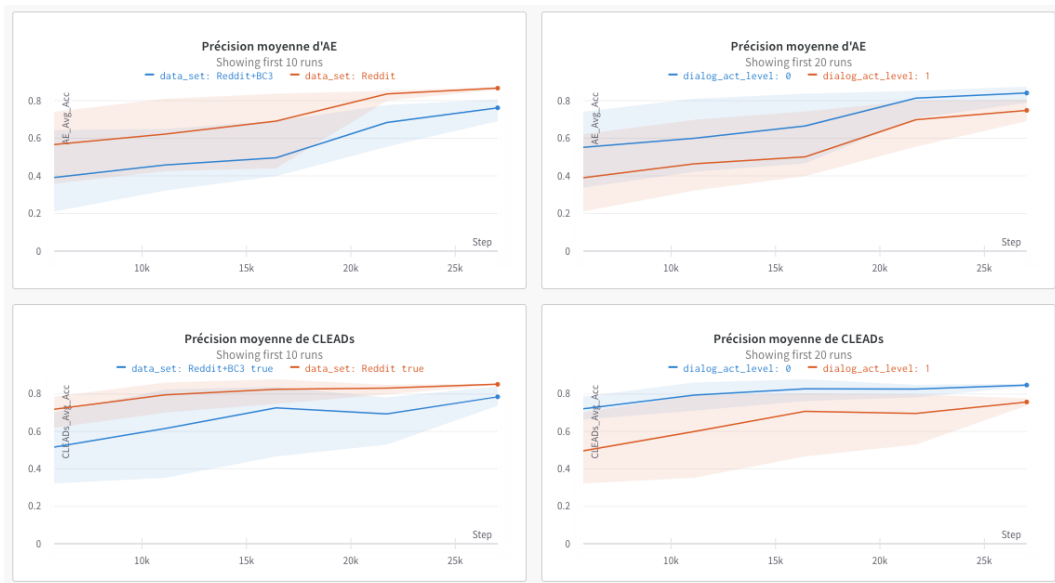 Précision moyenne d'AE
Showing first 10 runs
data_set: Reddit+BC3 data_set: Reddit
AE_Avg_Acc
0.8
0.6
0.4
0.2
0
Step
10k 15k 20k 25k
Précision moyenne d'AE
Showing first 20 runs
dialog_act_level: 0 dialog_act_level: 1
AE_Avg_Acc
0.8
0.6
0.4
0.2
0
Step
10k 15k 20k 25k
Précision moyenne de CLEADs
Showing first 10 runs
data_set: Reddit+BC3 true data_set: Reddit true
CLEADs_Avg_Acc
0.8
0.6
0.4
0.2
0
Step
10k 15k 20k 25k
Précision moyenne de CLEADs
Showing first 20 runs
dialog_act_level: 0 dialog_act_level: 1
CLEADs_Avg_Acc
0.8
0.6
0.4
0.2
0
Step
10k 15k 20k 25k